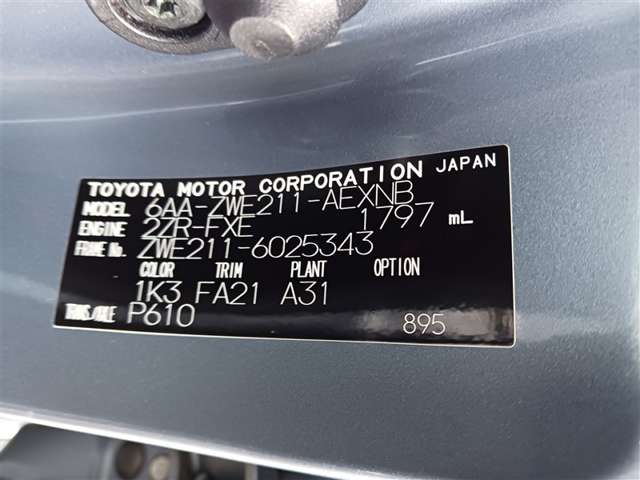 TOYOTA MOTOR CORPORATION JAPAN
MODEL 6AA-ZWE211-AEXNB
ENGINE 2ZR-FXE 1797 mL
FRAME No. ZWE211-6025343
COLOR TRIM PLANT OPTION
1K3 FA21 A31
TRANS/AXLE P610 895